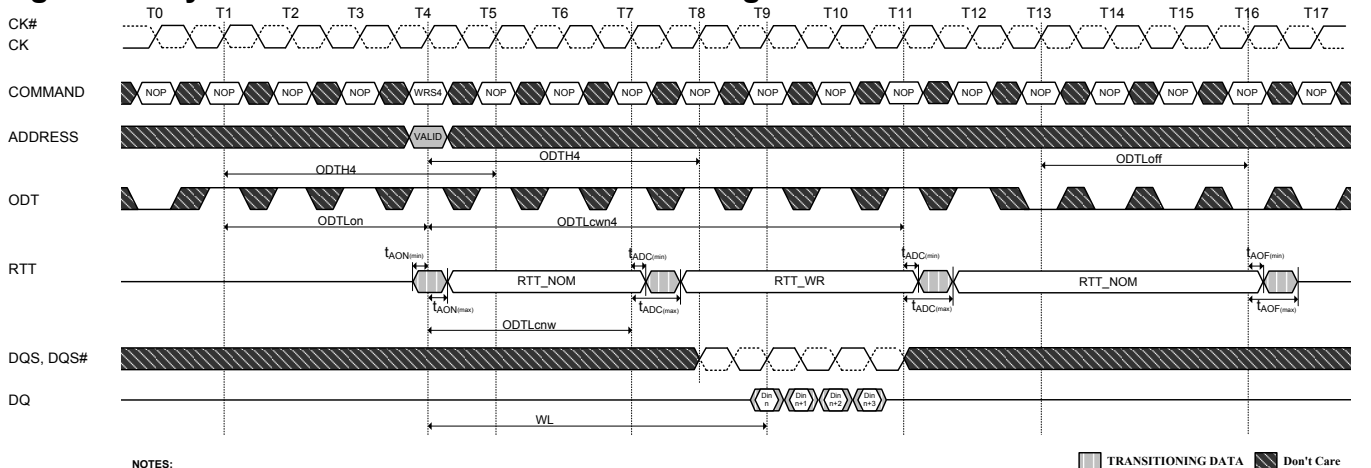 T0 T1 T2 T3 T4 T5 T6 T7 T8 T9 T10 T11 T12 T13 T14 T15 T16 T17
CK#
CK
COMMAND NOP NOP NOP NOP WRS4 NOP NOP NOP NOP NOP NOP NOP NOP NOP NOP NOP NOP NOP
ADDRESS VALID
ODTH4 ODTLoff
ODTH4
ODT
ODTLon ODTLcwn4
tAON(min) tADC(min) tADC(min) tAOF(min)
RTT RTT_NOM RTT_WR RTT_NOM
tAON(max) tADC(max) tADC(max) tAOF(max)
ODTLcnw
DQS, DQS#
DQ Din n Din n+1 Din n+2 Din n+3
WL
NOTES: TRANSITIONING DATA Don't Care